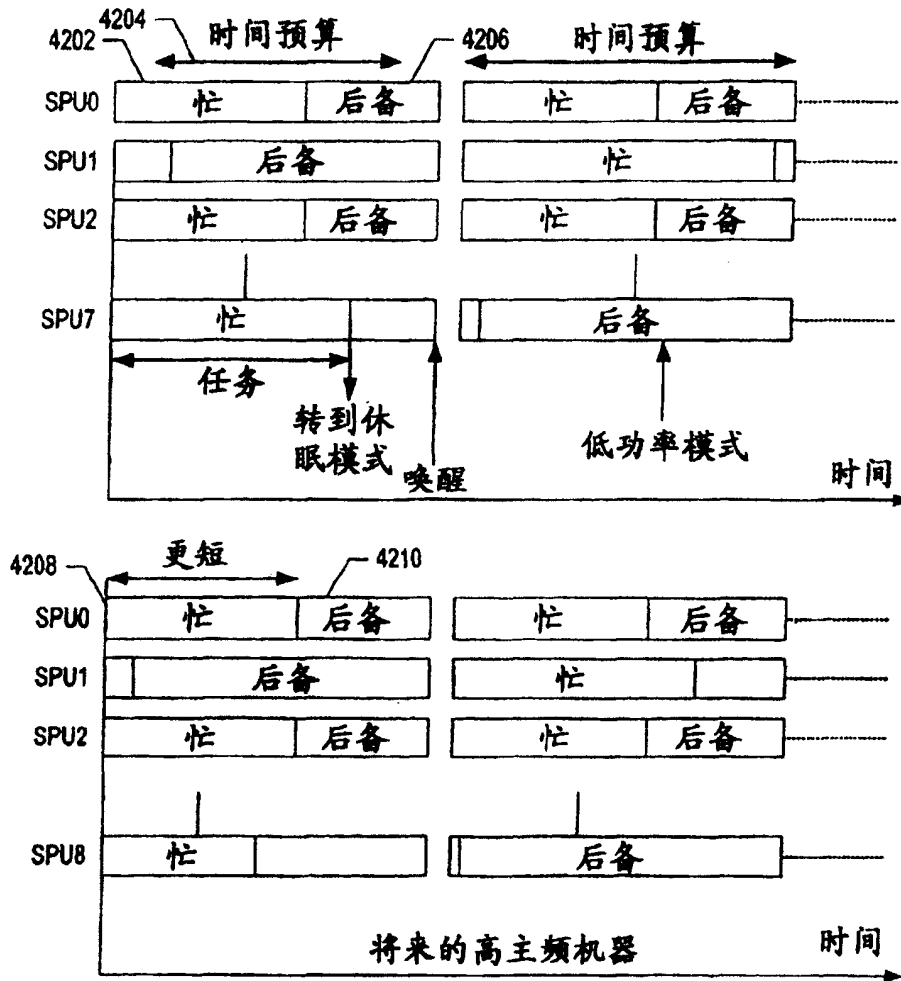 4204
4202
时间预算
4206
时间预算
SPU0 忙 后备 忙 后备
SPU1 后备 忙
SPU2 忙 后备 忙 后备
SPU7 忙 后备
任务
转到休
眠模式
唤醒
低功率模式
时间
4208
更短
4210
SPU0 忙 后备 忙 后备
SPU1 后备 忙
SPU2 忙 后备 忙 后备
SPU8 忙 后备
将来的高主频机器
时间